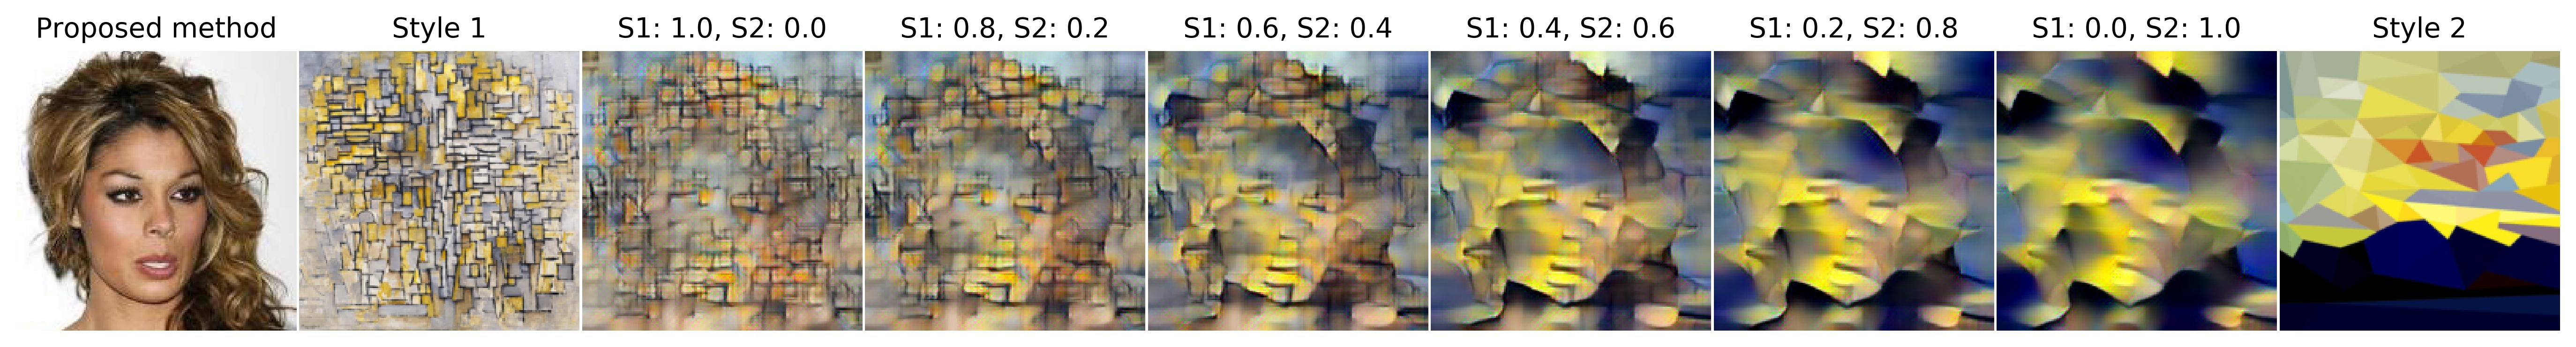 Proposed method
Style 1
S1: 1.0, S2: 0.0
S1: 0.8, S2: 0.2
S1: 0.6, S2: 0.4
S1: 0.4, S2: 0.6
S1: 0.2, S2: 0.8
S1: 0.0, S2: 1.0
Style 2